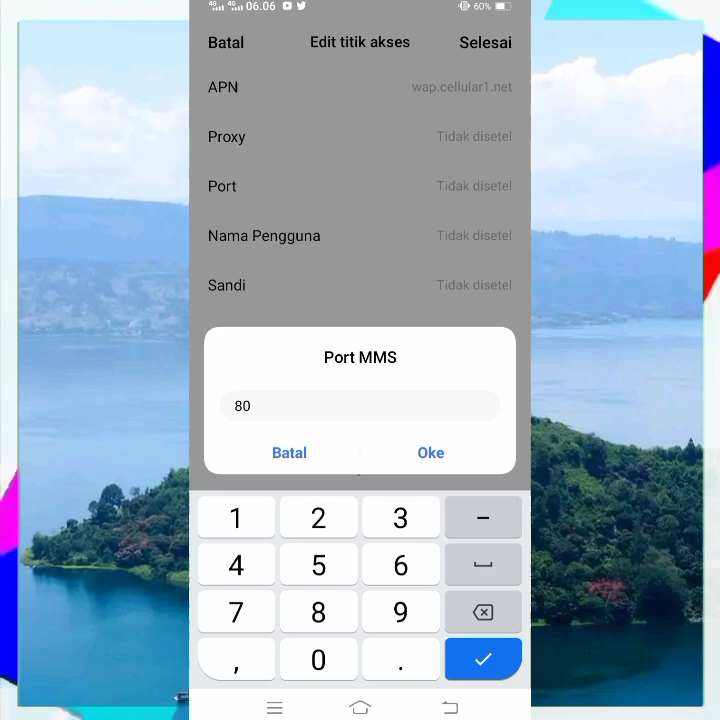 4G 4G 06.06 60%
Batal Edit titik akses Selesai
APN wap.cellular1.net
Proxy Tidak disetel
Port Tidak disetel
Nama Pengguna Tidak disetel
Sandi Tidak disetel
Port MMS
80
Batal Oke
1 2 3 -
4 5 6
7 8 9
, 0 .